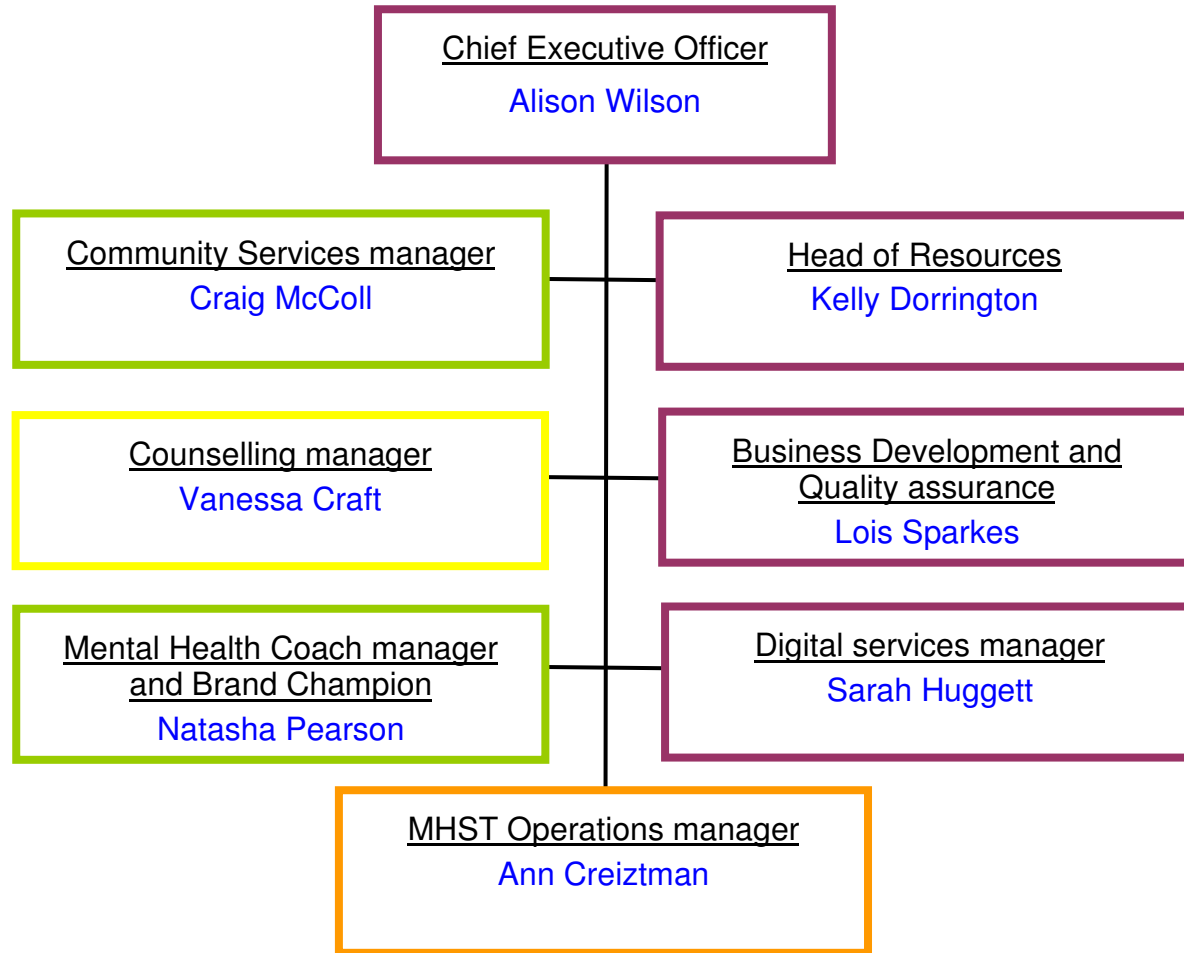 Chief Executive Officer
Alison Wilson
Community Services manager
Craig McColl
Head of Resources
Kelly Dorrington
Counselling manager
Vanessa Craft
Business Development and
Quality assurance
Lois Sparkes
Mental Health Coach manager
and Brand Champion
Natasha Pearson
Digital services manager
Sarah Huggett
MHST Operations manager
Ann Creiztman